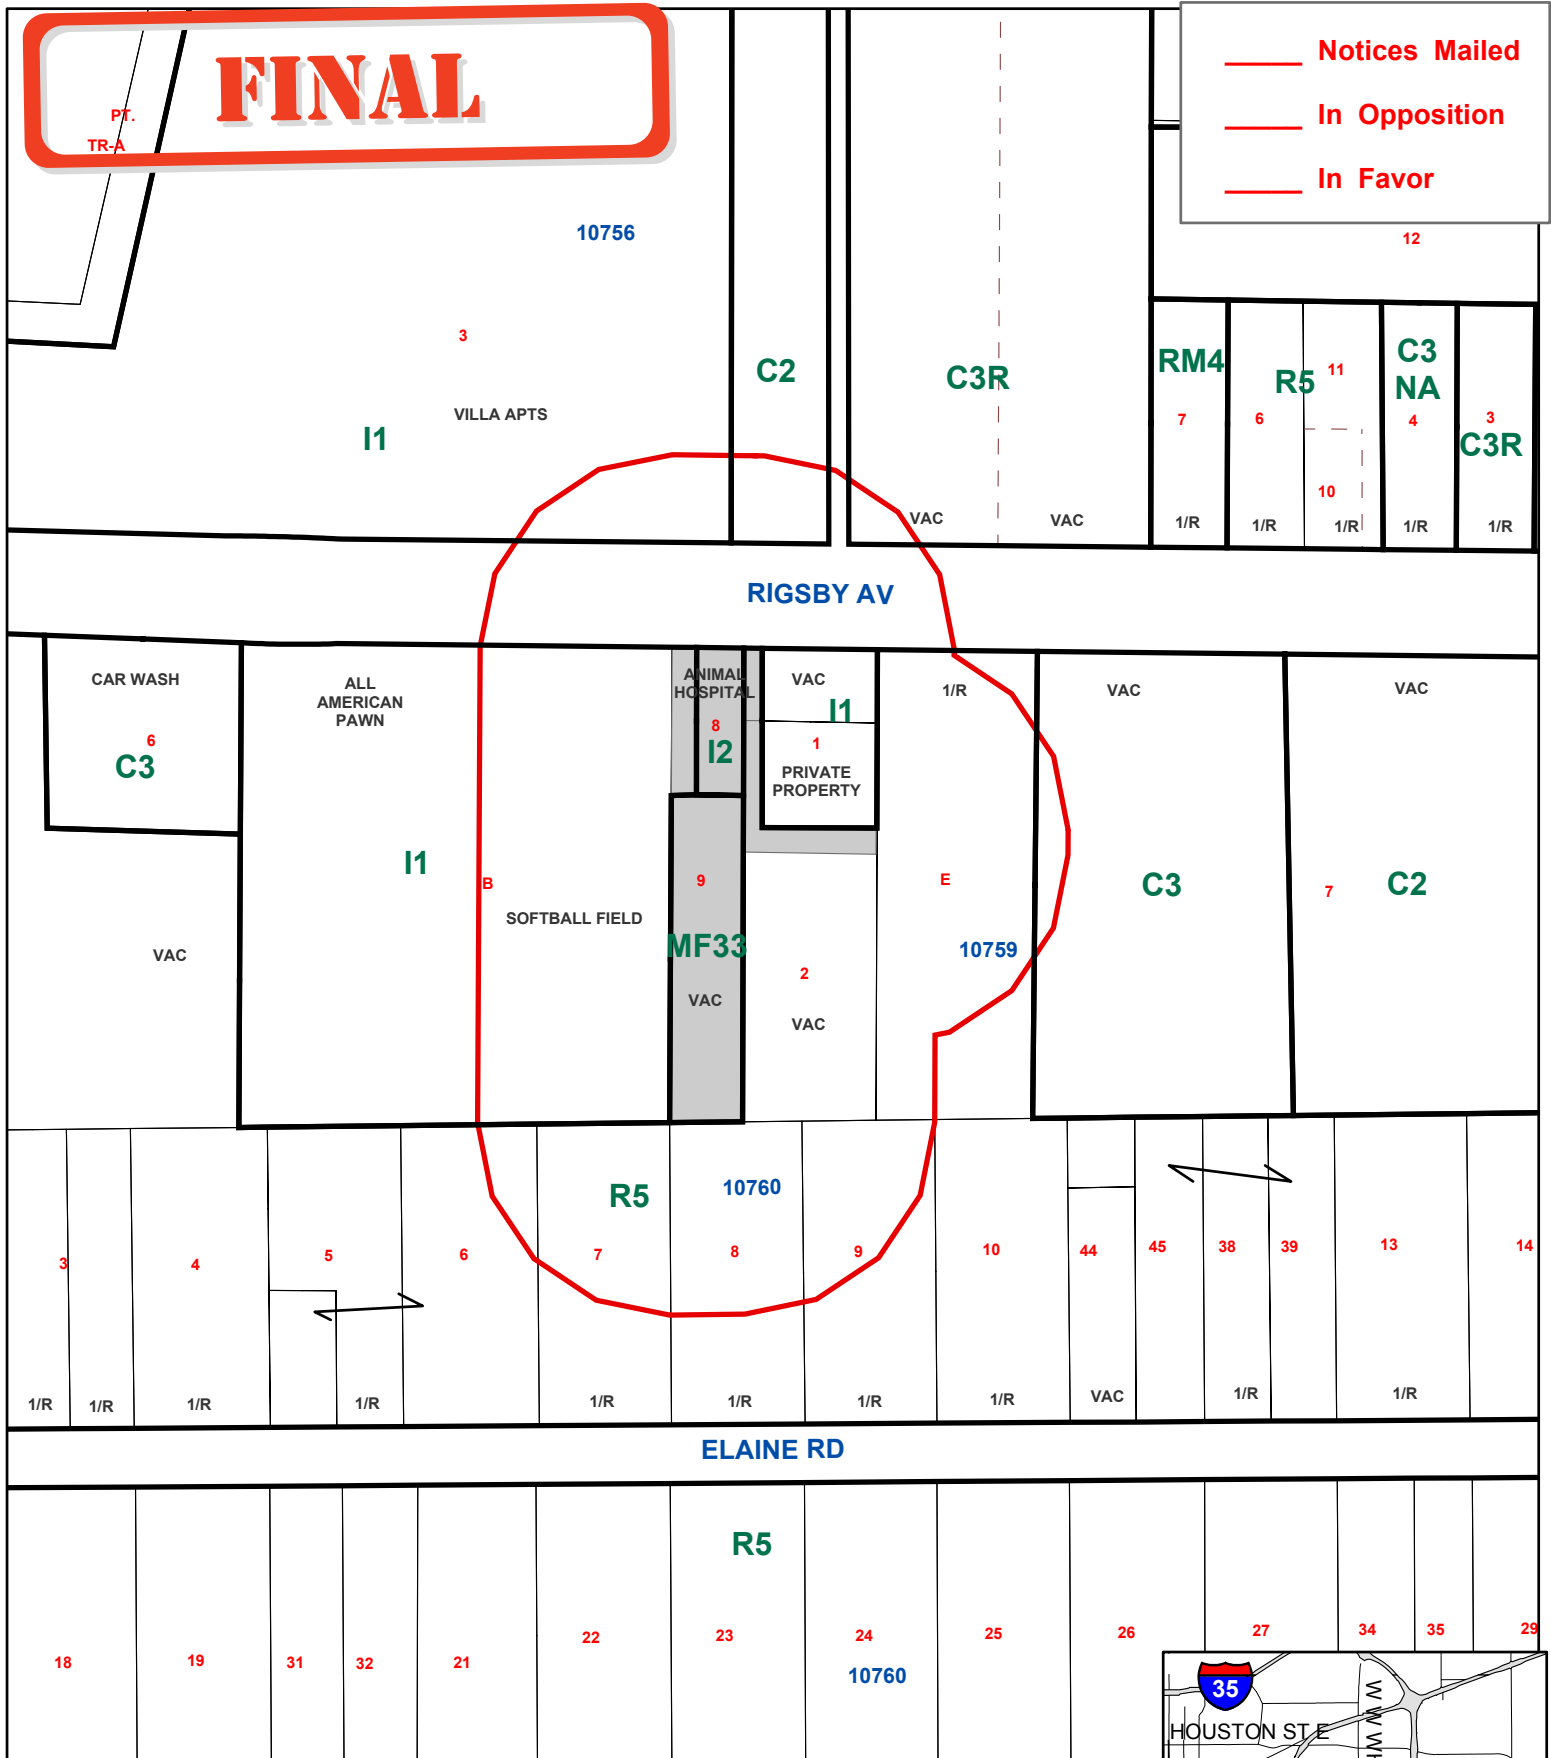 FINAL
____ Notices Mailed
____ In Opposition
____ In Favor
PT.
TR-A
10756
12
3
VILLA APTS
I1
C2
C3R
VAC
VAC
RM4
7
1/R
R5
6
1/R
11
10
1/R
C3
NA
4
1/R
3
C3R
1/R
RIGSBY AV
CAR WASH
6
C3
ALL
AMERICAN
PAWN
ANIMAL
HOSPITAL
8
I2
VAC
I1
1
PRIVATE
PROPERTY
1/R
VAC
VAC
I1
B
SOFTBALL FIELD
9
MF33
VAC
E
10759
C3
7
C2
VAC
2
VAC
R5
10760
3
4
5
6
7
8
9
10
44
45
38
39
13
14
1/R
1/R
1/R
1/R
1/R
1/R
1/R
1/R
VAC
1/R
1/R
ELAINE RD
R5
18
19
31
32
21
22
23
24
25
26
27
34
35
29
10760
35
HOUSTON ST E